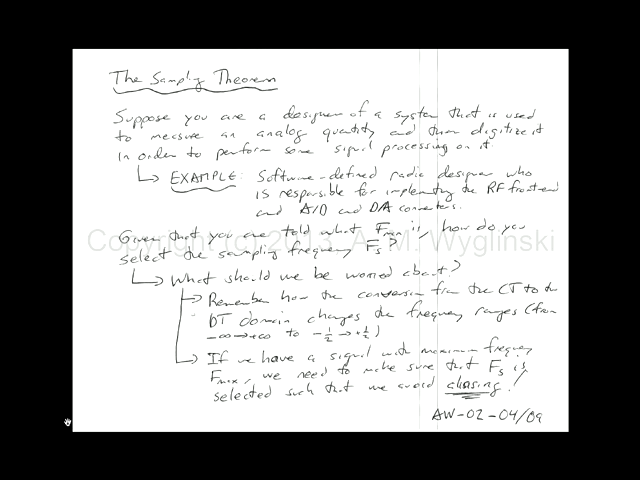 The Sampling Theorem
Suppose you are a designer of a system that is used
to measure an analog quantity and then digitize it
in order to perform some signal processing on it.
↳ EXAMPLE: Software-defined radio designer who
is responsible for implementing the RF frontend
and A/D and D/A converters.
Given that you are told what Fmax is, how do you
Copyright (c) 2013, A. M. Wyglinski
select the sampling frequency Fs?
↳ What should we be worried about?
↳ Remember how the conversion from the CT to the
DT domain changes the frequency ranges (from
-∞→+∞ to -1/2→+1/2)
↳ If we have a signal with maximum frequency
Fmax, we need to make sure that Fs is
selected such that we avoid aliasing!
AW-02-04/09